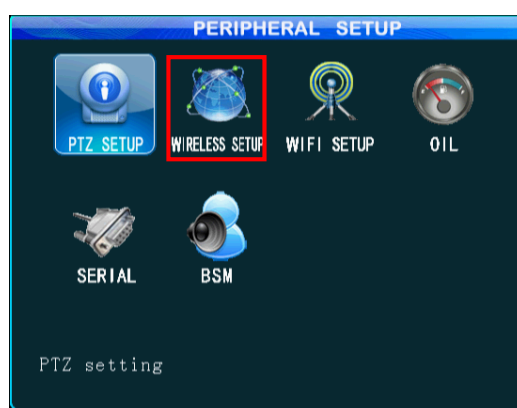 PERIPHERAL SETUP
PTZ SETUP WIRELESS SETUP WIFI SETUP OIL
SERIAL BSM
PTZ setting